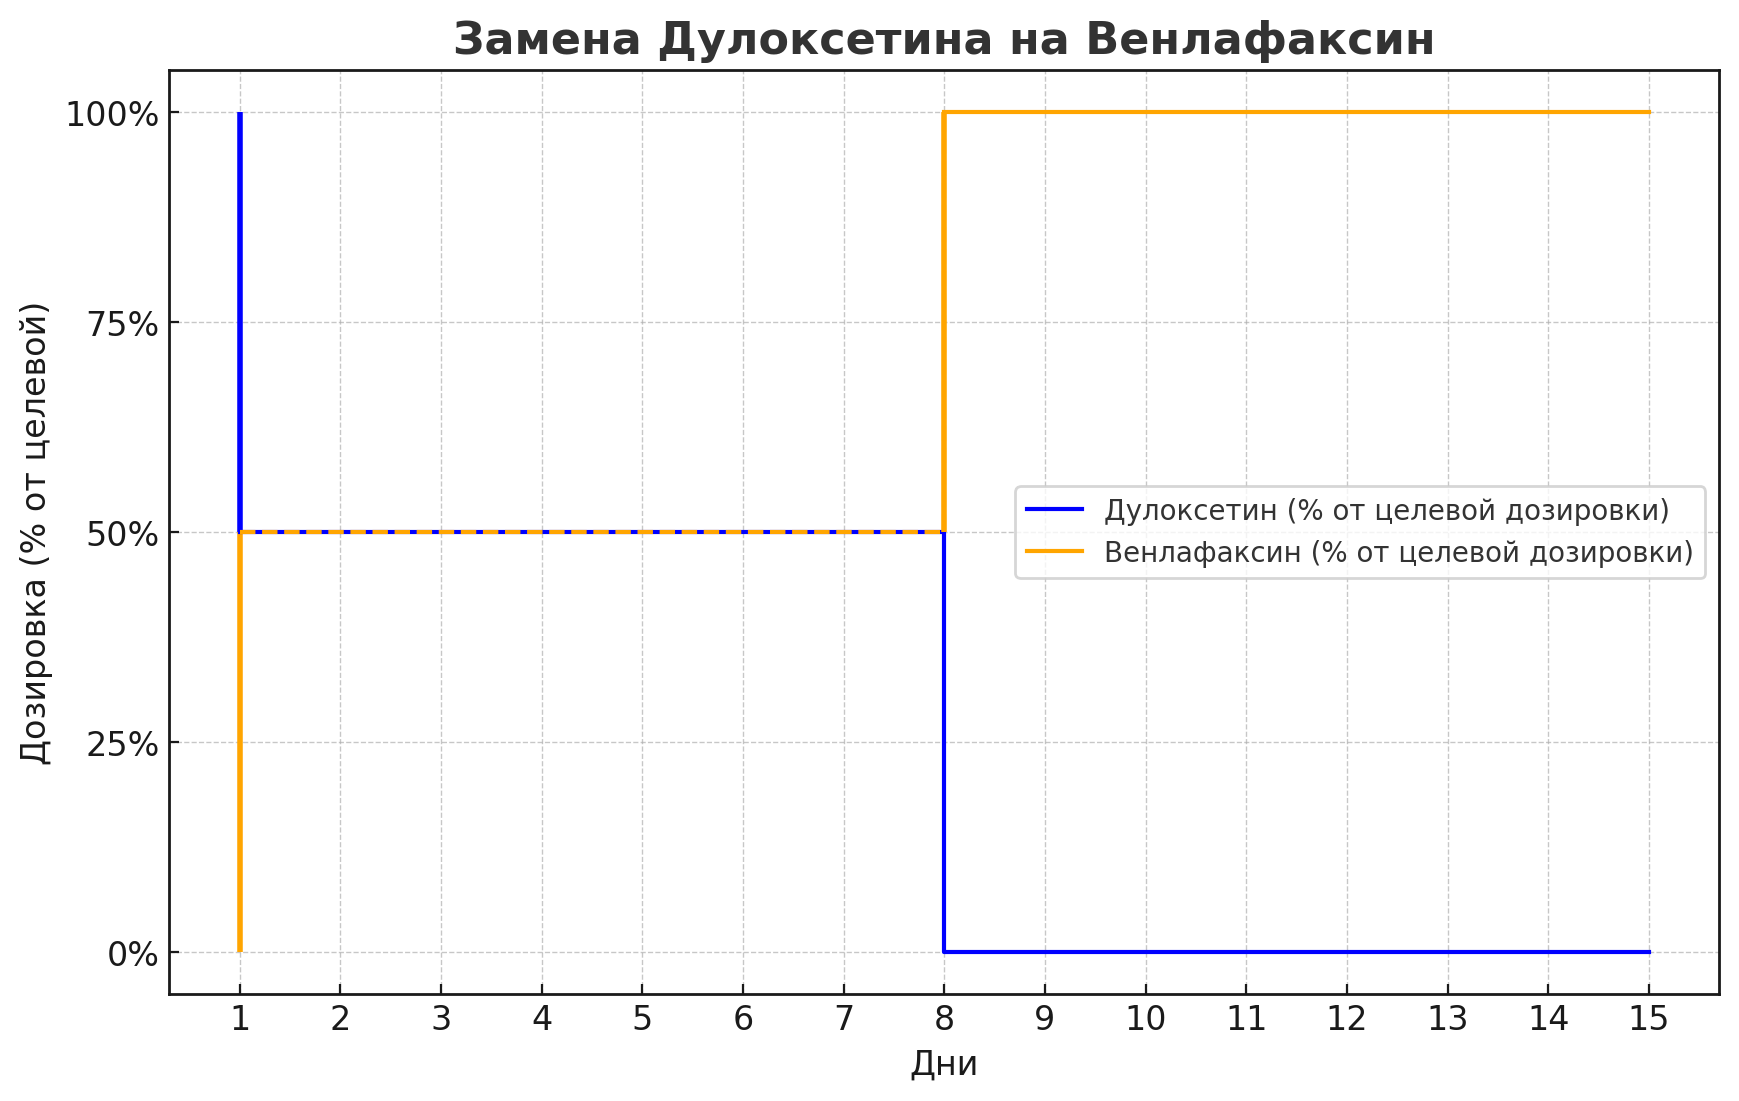 Замена Дулоксетина на Венлафаксин
Дозировка (% от целевой)
100%
75%
50%
25%
0%
Дулоксетин (% от целевой дозировки)
Венлафаксин (% от целевой дозировки)
1 2 3 4 5 6 7 8 9 10 11 12 13 14 15
Дни